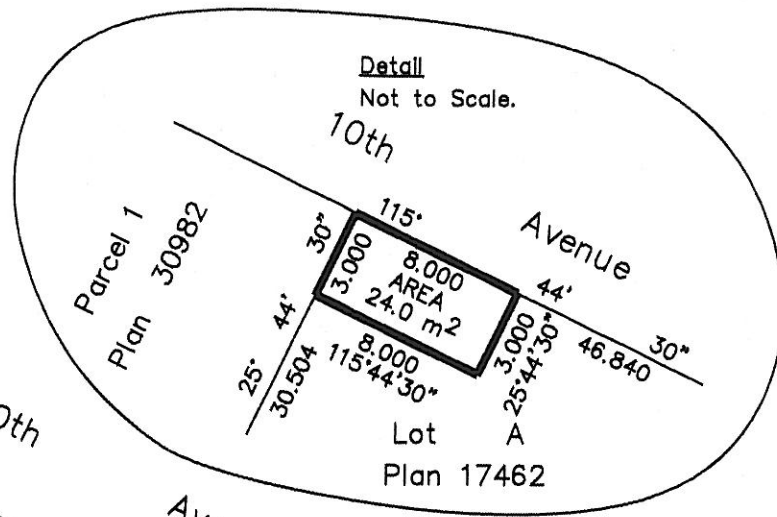 Detail
Not to Scale.
10th Avenue
115° 44' 30"
Parcel 1
Plan 30982
25° 44' 30"
3.000
8.000
AREA
24.0 m2
3.000
25°44'30"
46.840
30.504
8.000
115°44'30"
Lot A
Plan 17462
0th
Av